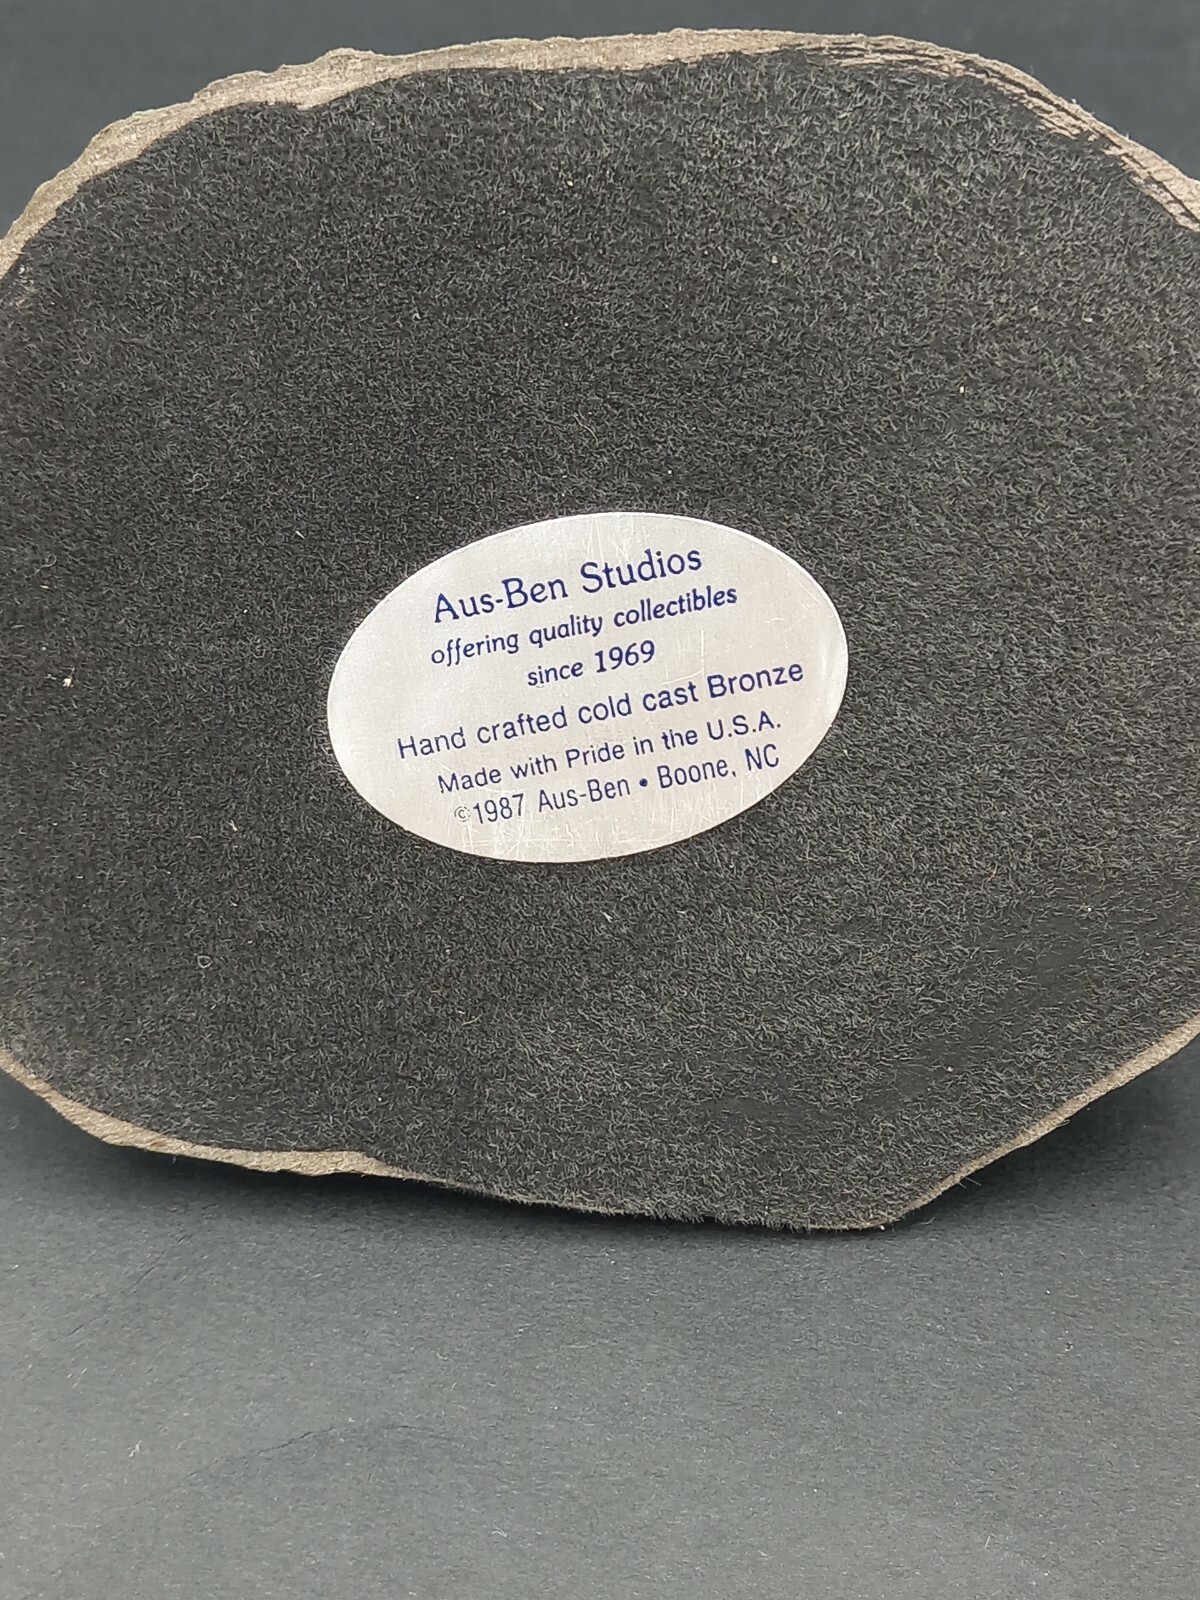 Aus-Ben Studios
offering quality collectibles
since 1969
Hand crafted cold cast Bronze
Made with Pride in the U.S.A.
©1987 Aus-Ben • Boone, NC